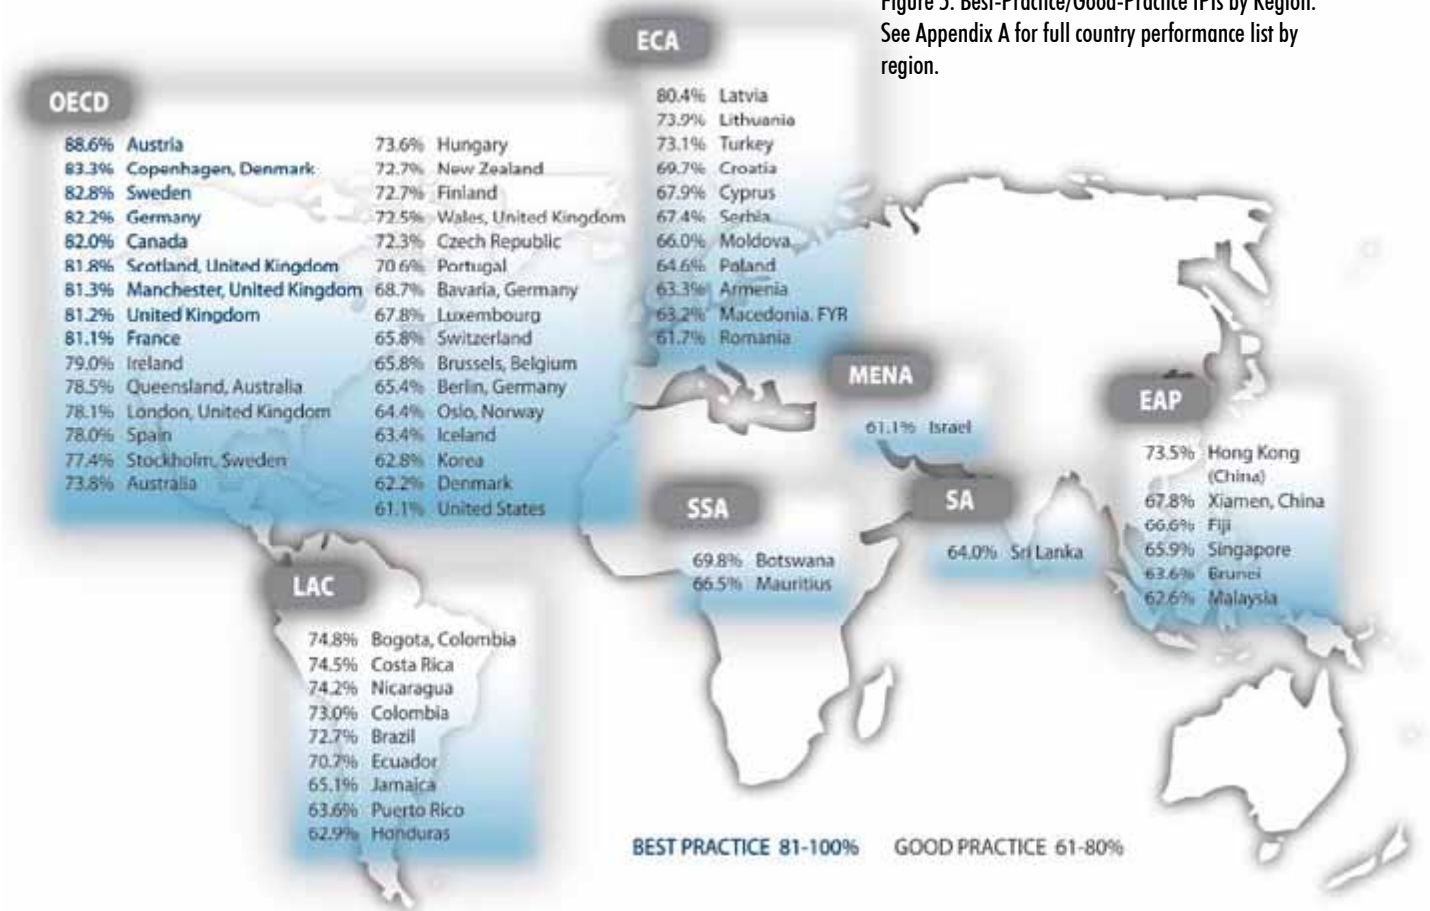 Figure 5. Best-Practice/Good-Practice IPIs by Region.
See Appendix A for full country performance list by
region.
ECA
80.4% Latvia
73.9% Lithuania
73.1% Turkey
69.7% Croatia
67.9% Cyprus
67.4% Serbia
66.0% Moldova
64.6% Poland
63.3% Armenia
63.2% Macedonia. FYR
61.7% Romania
OECD
88.6% Austria
83.3% Copenhagen, Denmark
82.8% Sweden
82.2% Germany
82.0% Canada
81.8% Scotland, United Kingdom
81.3% Manchester, United Kingdom
81.2% United Kingdom
81.1% France
79.0% Ireland
78.5% Queensland, Australia
78.1% London, United Kingdom
78.0% Spain
77.4% Stockholm, Sweden
73.8% Australia
73.6% Hungary
72.7% New Zealand
72.7% Finland
72.5% Wales, United Kingdom
72.3% Czech Republic
70.6% Portugal
68.7% Bavaria, Germany
67.8% Luxembourg
65.8% Switzerland
65.8% Brussels, Belgium
65.4% Berlin, Germany
64.4% Oslo, Norway
63.4% Iceland
62.8% Korea
62.2% Denmark
61.1% United States
MENA
61.1% Israel
EAP
73.5% Hong Kong
(China)
67.8% Xiamen, China
66.6% Fiji
65.9% Singapore
63.6% Brunei
62.6% Malaysia
SSA
69.8% Botswana
66.5% Mauritius
SA
64.0% Sri Lanka
LAC
74.8% Bogota, Colombia
74.5% Costa Rica
74.2% Nicaragua
73.0% Colombia
72.7% Brazil
70.7% Ecuador
65.1% Jamaica
63.6% Puerto Rico
62.9% Honduras
BEST PRACTICE 81-100% GOOD PRACTICE 61-80%